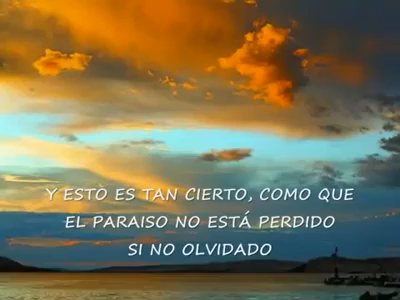 Y ESTO ES TAN CIERTO, COMO QUE
EL PARAISO NO ESTÁ PERDIDO
SI NO OLVIDADO